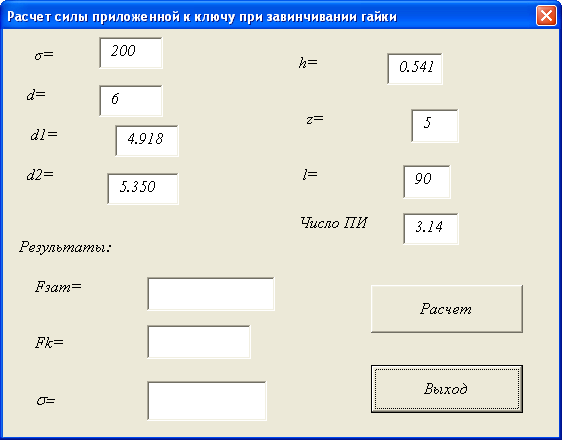 Расчет силы приложенной к ключу при завинчивании гайки
σ= 200
h= 0.541
d= 6
z= 5
d1= 4.918
d2= 5.350
l= 90
Число ПИ 3.14
Результаты:
Fзат=
Расчет
Fk=
Выход
σ=